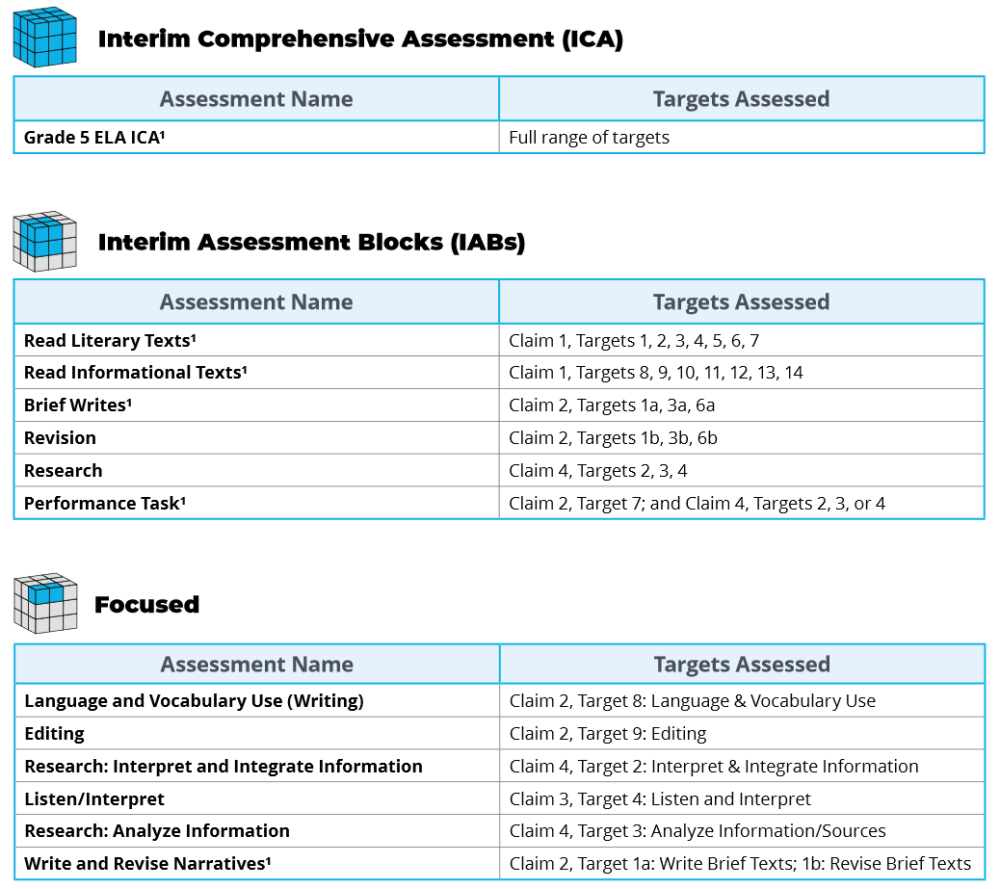 Interim Comprehensive Assessment (ICA)
Assessment Name Targets Assessed
Grade 5 ELA ICA¹ Full range of targets
Interim Assessment Blocks (IABs)
Assessment Name Targets Assessed
Read Literary Texts¹ Claim 1, Targets 1, 2, 3, 4, 5, 6, 7
Read Informational Texts¹ Claim 1, Targets 8, 9, 10, 11, 12, 13, 14
Brief Writes¹ Claim 2, Targets 1a, 3a, 6a
Revision Claim 2, Targets 1b, 3b, 6b
Research Claim 4, Targets 2, 3, 4
Performance Task¹ Claim 2, Target 7; and Claim 4, Targets 2, 3, or 4
Focused
Assessment Name Targets Assessed
Language and Vocabulary Use (Writing) Claim 2, Target 8: Language & Vocabulary Use
Editing Claim 2, Target 9: Editing
Research: Interpret and Integrate Information Claim 4, Target 2: Interpret & Integrate Information
Listen/Interpret Claim 3, Target 4: Listen and Interpret
Research: Analyze Information Claim 4, Target 3: Analyze Information/Sources
Write and Revise Narratives¹ Claim 2, Target 1a: Write Brief Texts; 1b: Revise Brief Texts